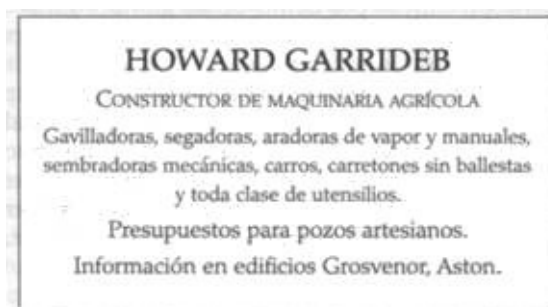 HOWARD GARRIDEB
CONSTRUCTOR DE MAQUINARIA AGRÍCOLA
Gavilladoras, segadoras, aradoras de vapor y manuales,
sembradoras mecánicas, carros, carretones sin ballestas
y toda clase de utensilios.
Presupuestos para pozos artesianos.
Información en edificios Grosvenor, Aston.